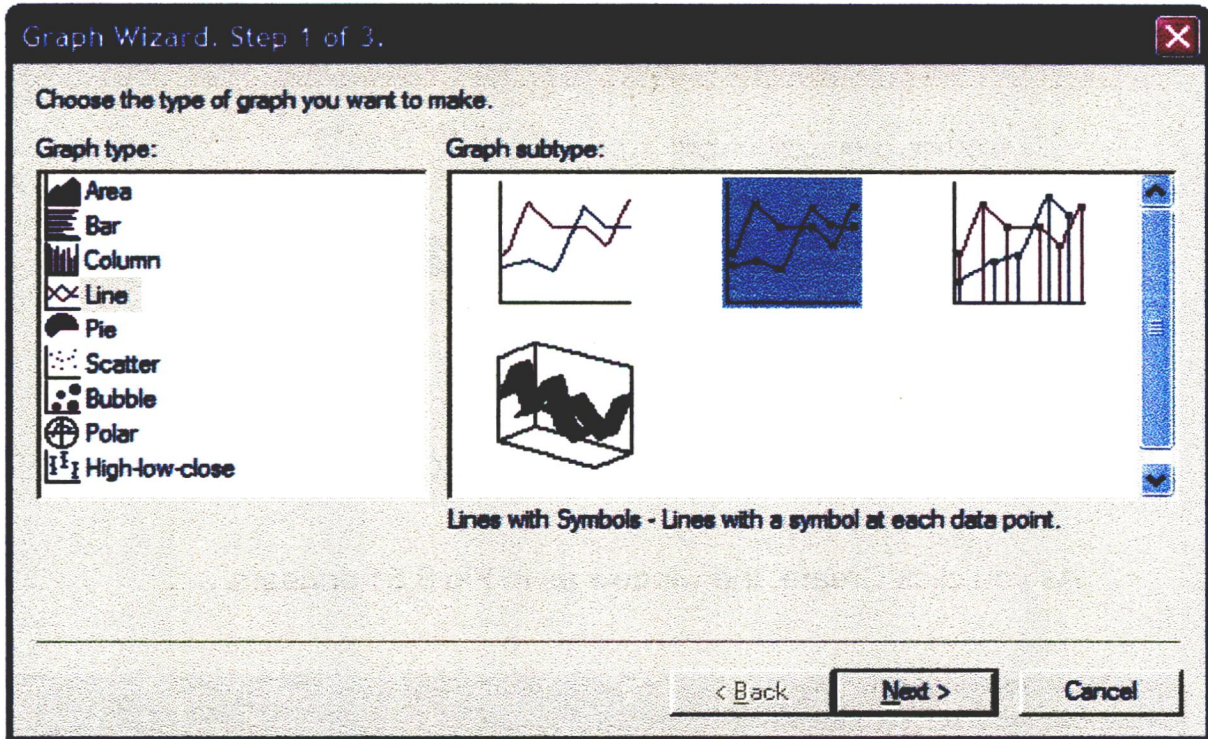 Graph Wizard. Step 1 of 3.
Choose the type of graph you want to make.
Graph type:
Graph subtype:
Area
Bar
Column
Line
Pie
Scatter
Bubble
Polar
High-low-close
Lines with Symbols - Lines with a symbol at each data point.
< Back
Next >
Cancel